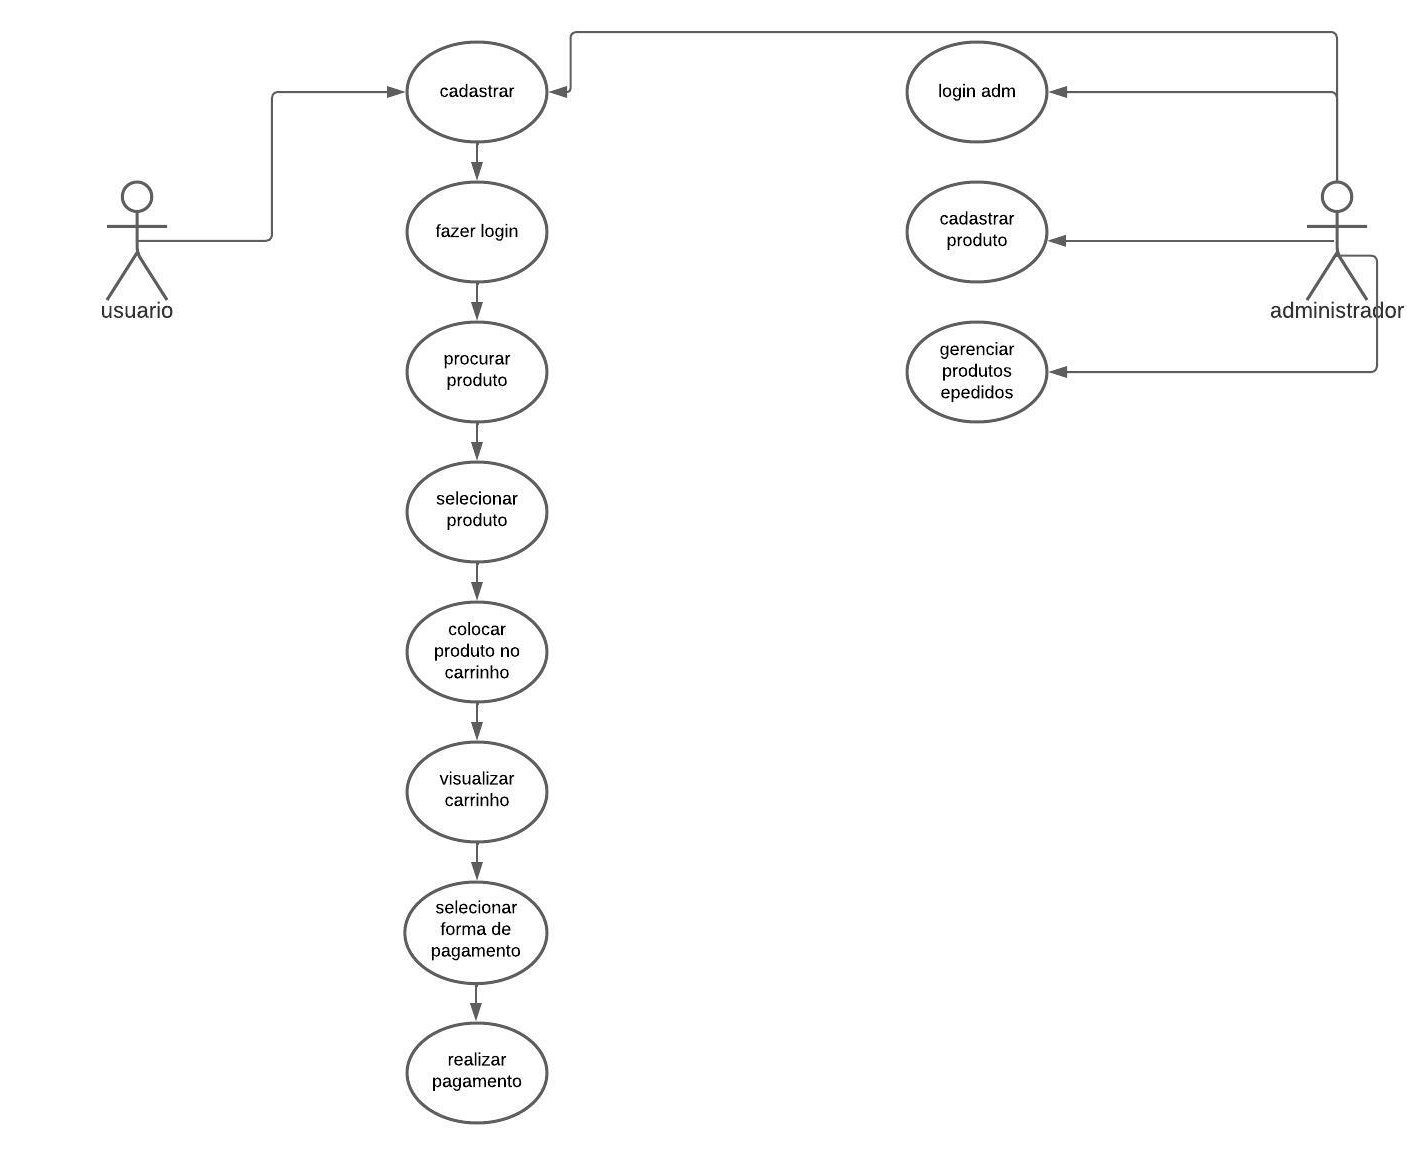 cadastrar
login adm
fazer login
cadastrar
produto
usuario
administrador
procurar
produto
gerenciar
produtos
epedidos
selecionar
produto
colocar
produto no
carrinho
visualizar
carrinho
selecionar
forma de
pagamento
realizar
pagamento